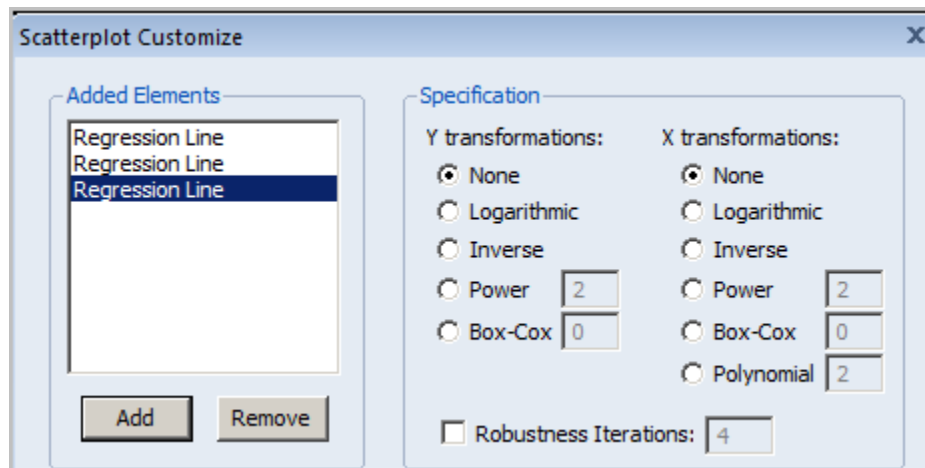 Scatterplot Customize x
Added Elements
Regression Line
Regression Line
Regression Line
Add Remove
Specification
Y transformations:
None
Logarithmic
Inverse
Power 2
Box-Cox 0
X transformations:
None
Logarithmic
Inverse
Power 2
Box-Cox 0
Polynomial 2
Robustness Iterations: 4